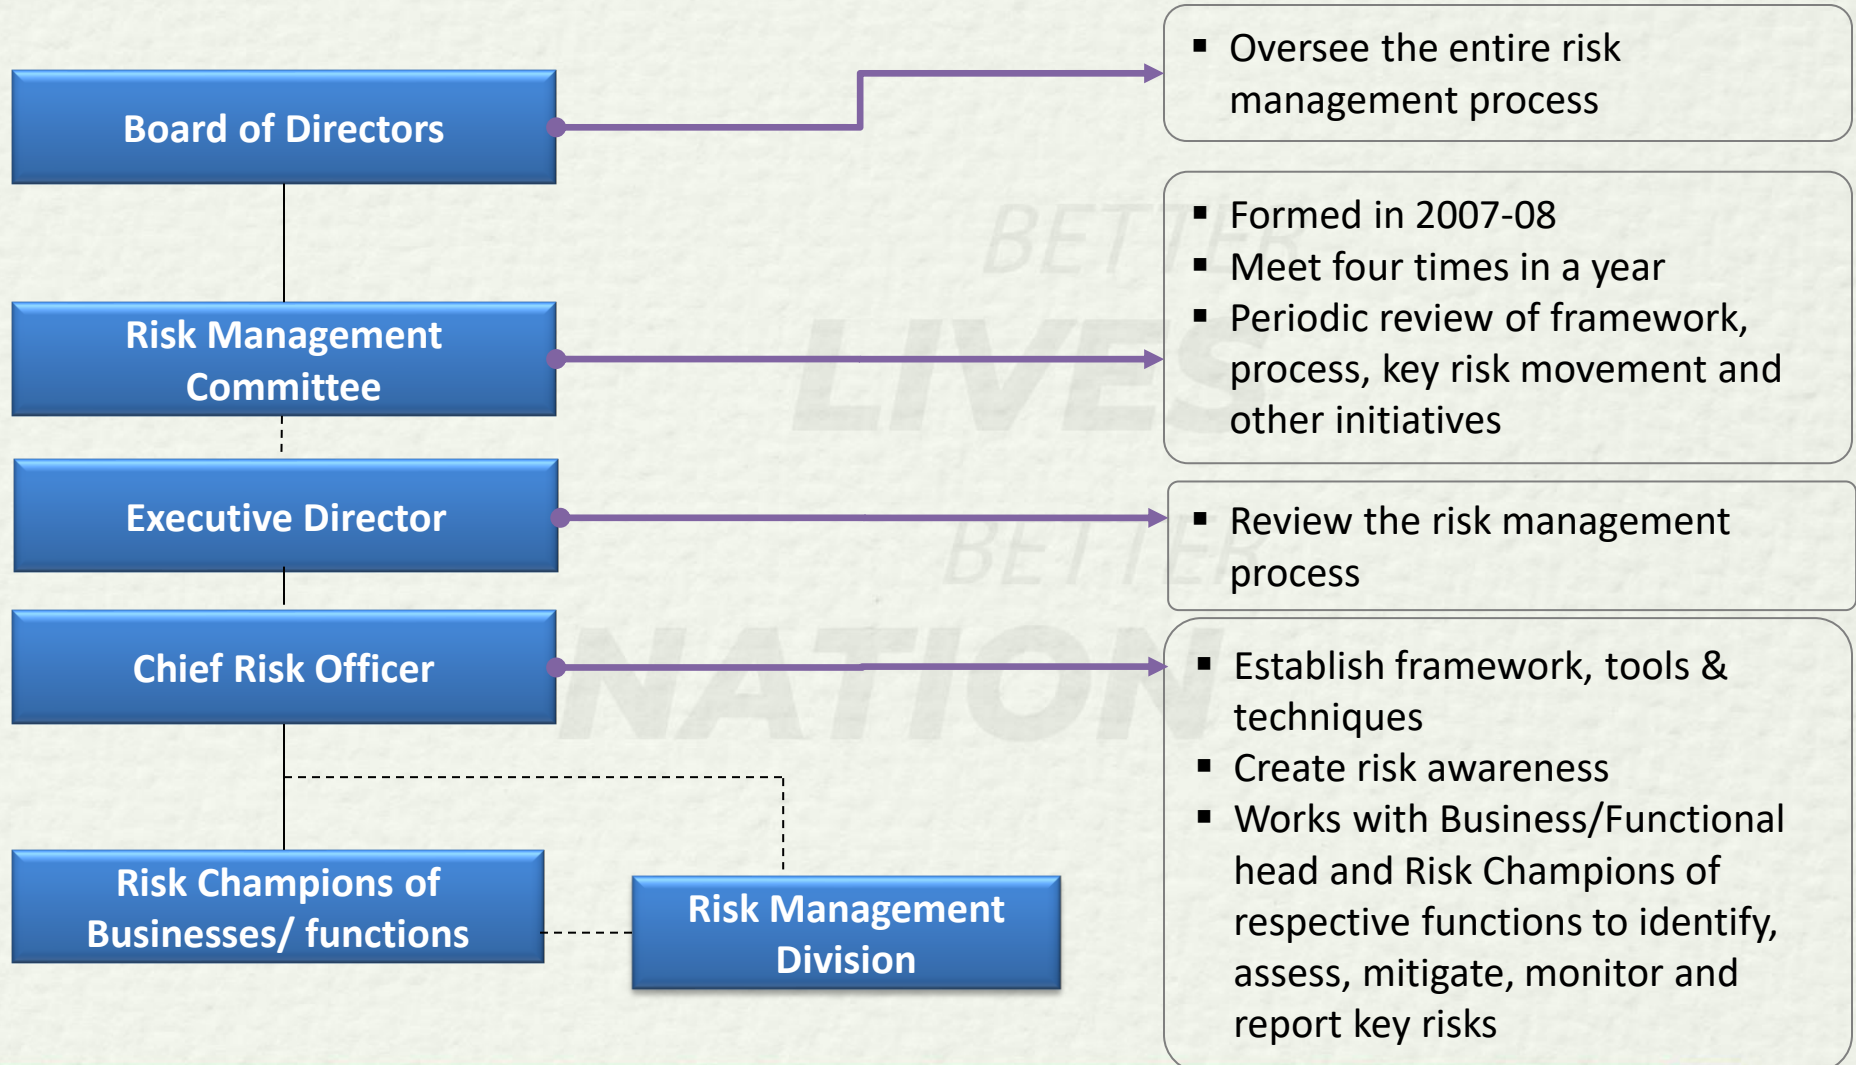 Board of Directors
▪ Oversee the entire risk
management process
Risk Management
Committee
▪ Formed in 2007-08
▪ Meet four times in a year
▪ Periodic review of framework,
process, key risk movement and
other initiatives
Executive Director
▪ Review the risk management
process
Chief Risk Officer
▪ Establish framework, tools &
techniques
▪ Create risk awareness
▪ Works with Business/Functional
head and Risk Champions of
respective functions to identify,
assess, mitigate, monitor and
report key risks
Risk Champions of
Businesses/ functions
Risk Management
Division
BETTER
LIVES
BETTER
NATION